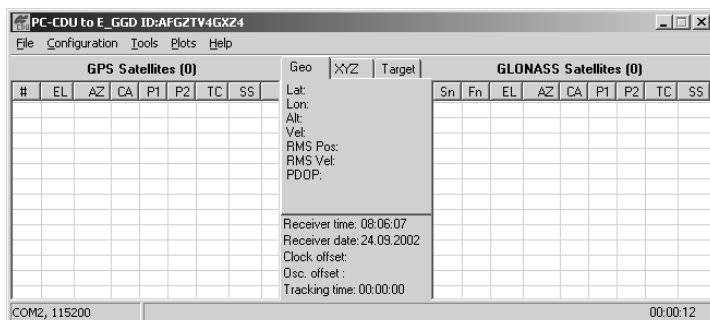 PC-CDU to E_GGD ID:AFGZTV4GXZ4
File Configuration Tools Plots Help
GPS Satellites (0)
# EL AZ CA P1 P2 TC SS
Geo XYZ Target
Lat:
Lon:
Alt:
Vel:
RMS Pos:
RMS Vel:
PDOP:
Receiver time: 08:06:07
Receiver date: 24.09.2002
Clock offset:
Osc. offset :
Tracking time: 00:00:00
GLONASS Satellites (0)
Sn Fn EL AZ CA P1 P2 TC SS
COM2, 115200
00:00:12